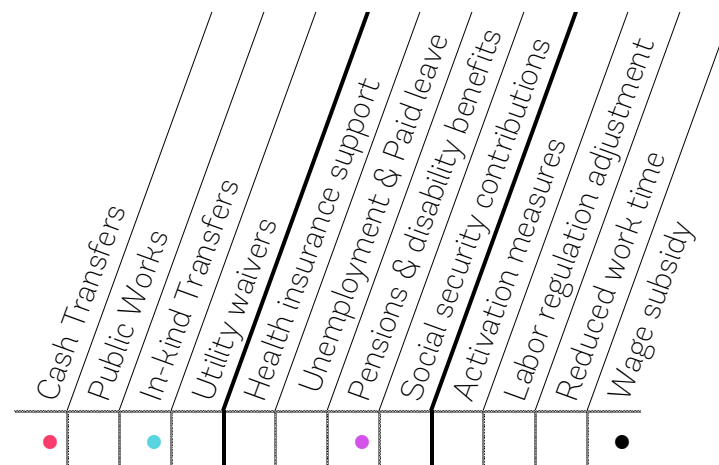 Cash Transfers
Public Works
In-kind Transfers
Utility waivers
Health insurance support
Unemployment & Paid leave
Pensions & disability benefits
Social security contributions
Activation measures
Labor regulation adjustment
Reduced work time
Wage subsidy